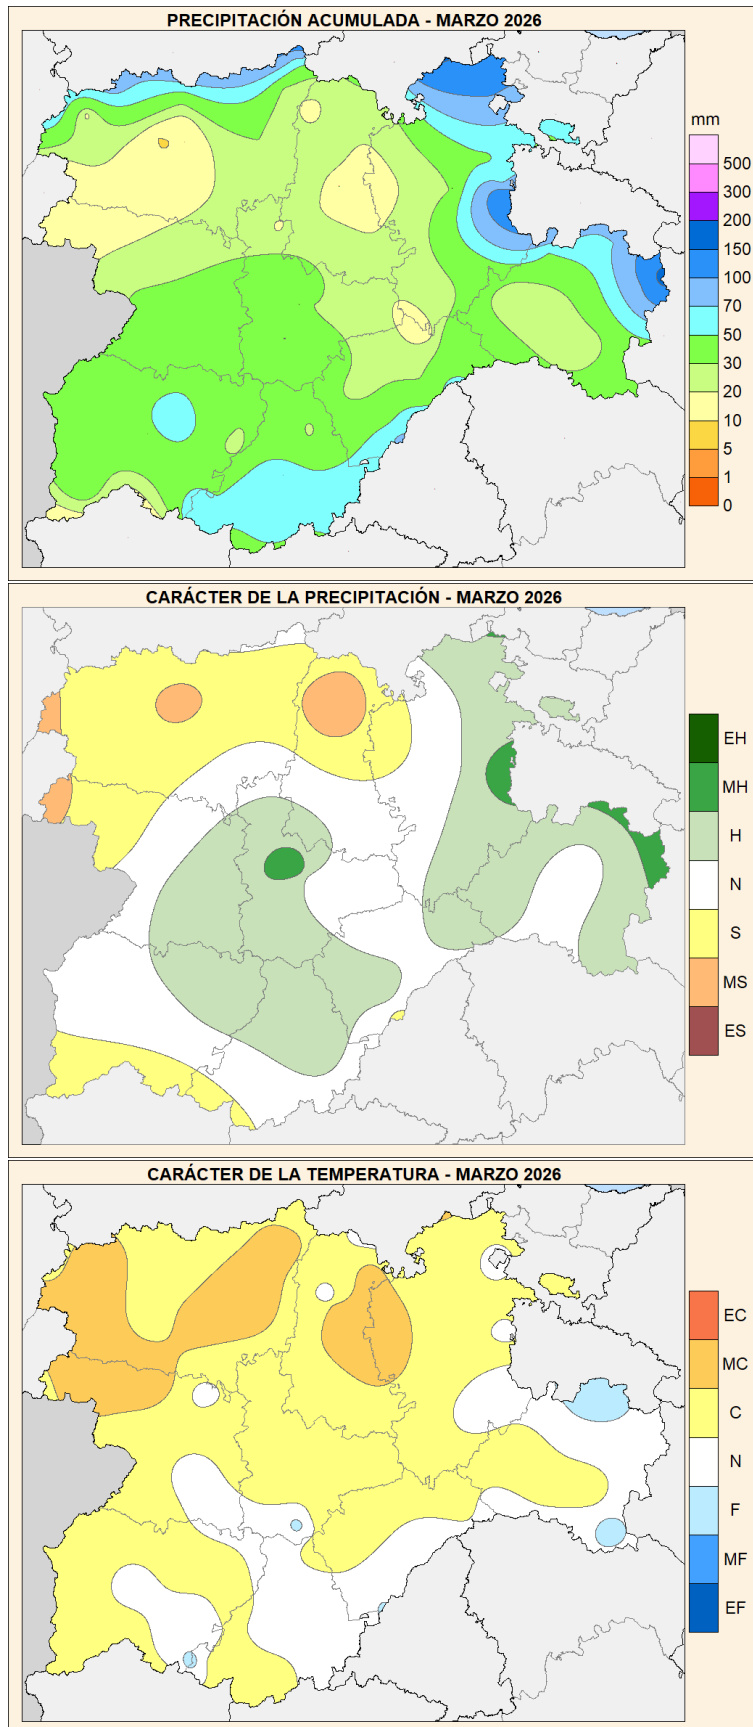 PRECIPITACIÓN ACUMULADA - MARZO 2026
mm
500
300
200
150
100
70
50
30
20
10
5
1
0
CARÁCTER DE LA PRECIPITACIÓN - MARZO 2026
EH
MH
H
N
S
MS
ES
CARÁCTER DE LA TEMPERATURA - MARZO 2026
EC
MC
C
N
F
MF
EF